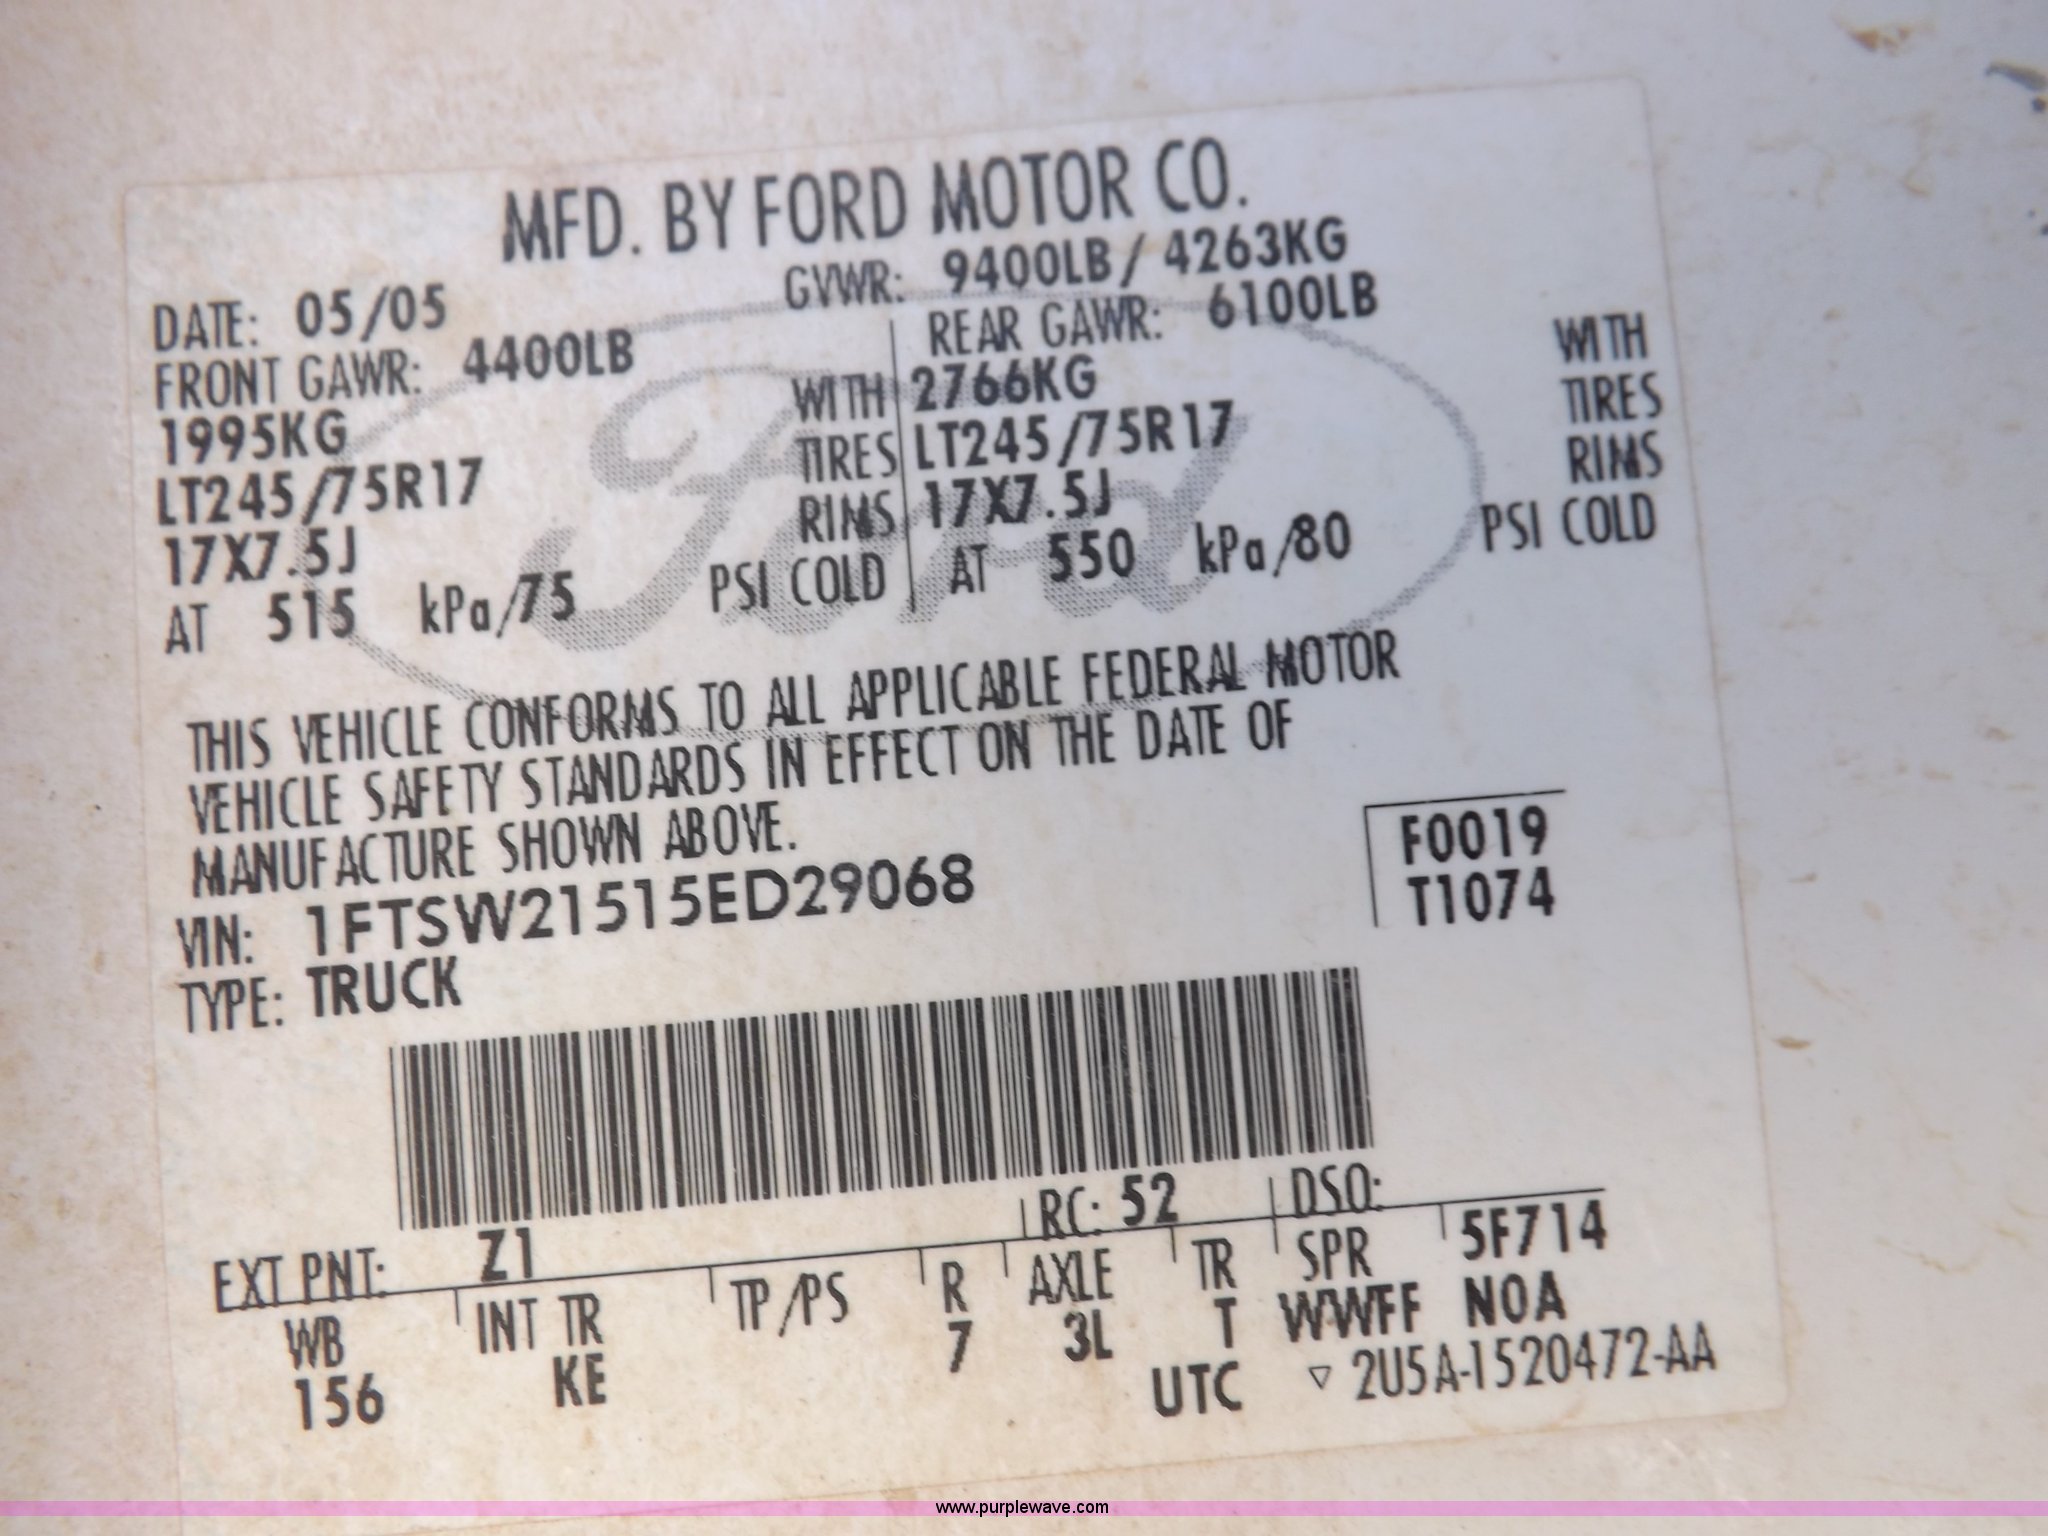 MFD. BY FORD MOTOR CO.
DATE: 05/05 GVWR: 9400LB / 4263KG
FRONT GAWR: 4400LB REAR GAWR: 6100LB
1995KG WITH 2766KG WITH
LT245/75R17 TIRES LT245/75R17 TIRES
17X7.5J RIMS 17X7.5J RIMS
AT 515 kPa/75 PSI COLD AT 550 kPa/80 PSI COLD
Ford
THIS VEHICLE CONFORMS TO ALL APPLICABLE FEDERAL MOTOR
VEHICLE SAFETY STANDARDS IN EFFECT ON THE DATE OF
MANUFACTURE SHOWN ABOVE.
F0019
VIN: 1FTSW21515ED29068 T1074
TYPE: TRUCK
EXT PNT: Z1 RC: 52 DSO:
WB INT TR TP/PS R AXLE TR SPR 5F714
156 KE 7 3L T WWFF NOA
UTC ▽ 2U5A-1520472-AA
www.purplewave.com